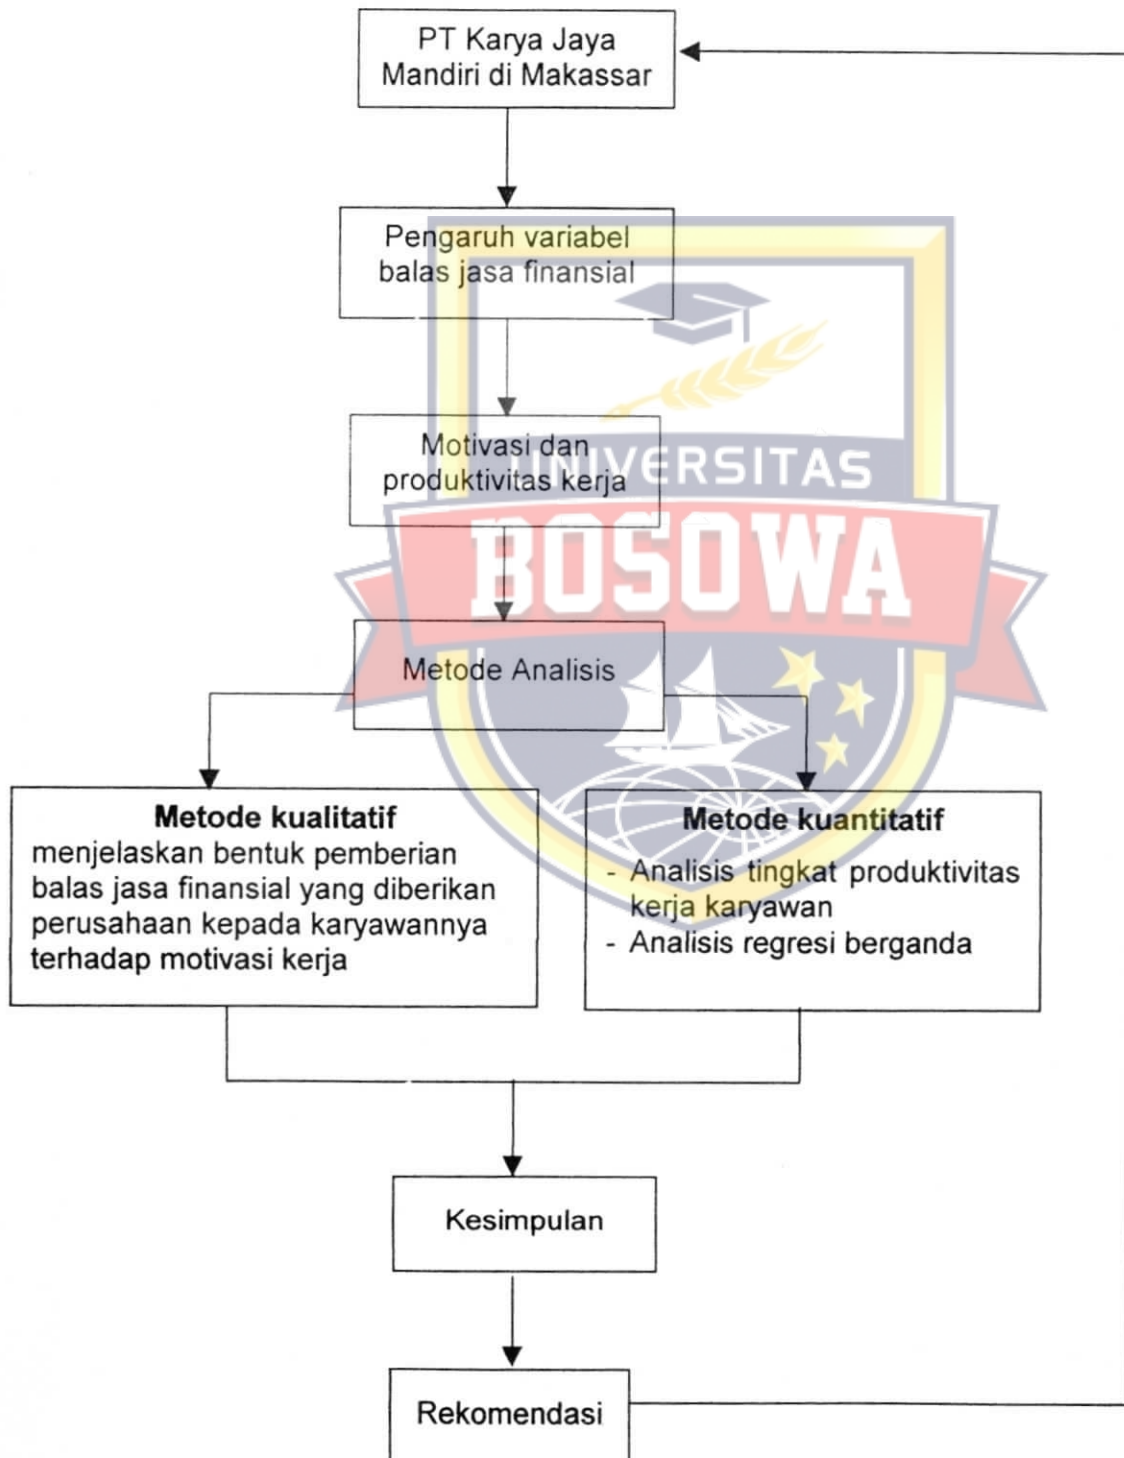 PT Karya Jaya
Mandiri di Makassar
Pengaruh variabel
balas jasa finansial
Motivasi dan
produktivitas kerja
UNIVERSITAS
BOSOWA
Metode Analisis
Metode kualitatif
menjelaskan bentuk pemberian
balas jasa finansial yang diberikan
perusahaan kepada karyawannya
terhadap motivasi kerja
Metode kuantitatif
- Analisis tingkat produktivitas
kerja karyawan
- Analisis regresi berganda
Kesimpulan
Rekomendasi